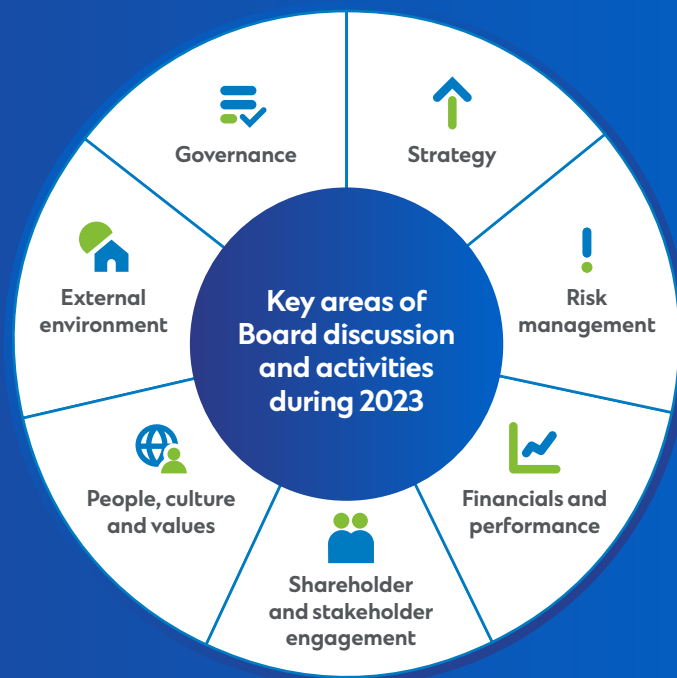 Key areas of
Board discussion
and activities
during 2023
Strategy
Risk
management
Financials and
performance
Shareholder
and stakeholder
engagement
People, culture
and values
External
environment
Governance